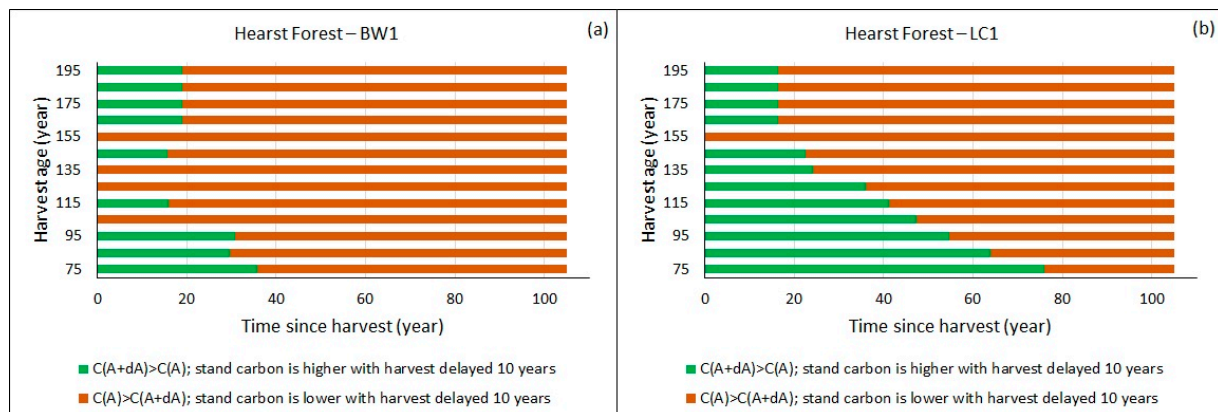 Hearst Forest – BW1
(a)
195
175
155
135
115
95
75
Harvest age (year)
0 20 40 60 80 100
Time since harvest (year)
C(A+dA)>C(A); stand carbon is higher with harvest delayed 10 years
C(A)>C(A+dA); stand carbon is lower with harvest delayed 10 years
Hearst Forest – LC1
(b)
195
175
155
135
115
95
75
Harvest age (year)
0 20 40 60 80 100
Time since harvest (year)
C(A+dA)>C(A); stand carbon is higher with harvest delayed 10 years
C(A)>C(A+dA); stand carbon is lower with harvest delayed 10 years